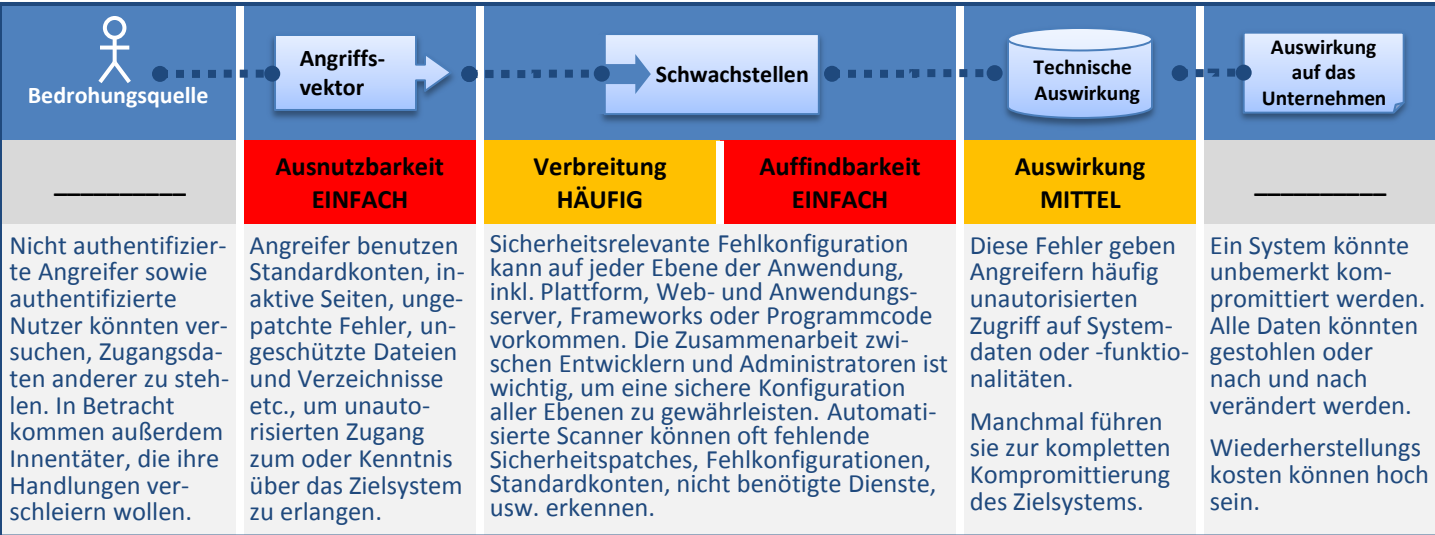 Bedrohungsquelle
Angriffs-
vektor
Schwachstellen
Technische
Auswirkung
Auswirkung
auf das
Unternehmen
__________
Ausnutzbarkeit
EINFACH
Verbreitung
HÄUFIG
Auffindbarkeit
EINFACH
Auswirkung
MITTEL
__________
Nicht authentifizier-
te Angreifer sowie
authentifizierte
Nutzer könnten ver-
suchen, Zugangsda-
ten anderer zu steh-
len. In Betracht
kommen außerdem
Innentäter, die ihre
Handlungen ver-
schleiern wollen.
Angreifer benutzen
Standardkonten, in-
aktive Seiten, unge-
patchte Fehler, un-
geschützte Dateien
und Verzeichnisse
etc., um unauto-
risierten Zugang
zum oder Kenntnis
über das Zielsystem
zu erlangen.
Sicherheitsrelevante Fehlkonfiguration
kann auf jeder Ebene der Anwendung,
inkl. Plattform, Web- und Anwendungs-
server, Frameworks oder Programmcode
vorkommen. Die Zusammenarbeit zwi-
schen Entwicklern und Administratoren ist
wichtig, um eine sichere Konfiguration
aller Ebenen zu gewährleisten. Automati-
sierte Scanner können oft fehlende
Sicherheitspatches, Fehlkonfigurationen,
Standardkonten, nicht benötigte Dienste,
usw. erkennen.
Diese Fehler geben
Angreifern häufig
unautorisierten
Zugriff auf System-
daten oder -funktio-
nalitäten.
Manchmal führen
sie zur kompletten
Kompromittierung
des Zielsystems.
Ein System könnte
unbemerkt kom-
promittiert werden.
Alle Daten könnten
gestohlen oder
nach und nach
verändert werden.
Wiederherstellungs
kosten können hoch
sein.